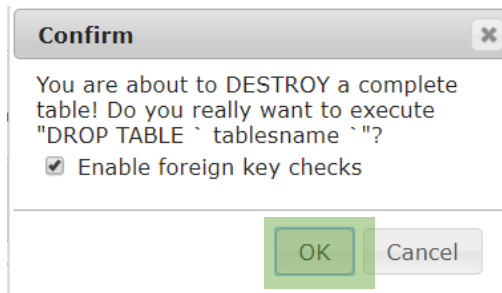 Confirm
You are about to DESTROY a complete
table! Do you really want to execute
"DROP TABLE ` tablesname `"?
Enable foreign key checks
OK Cancel